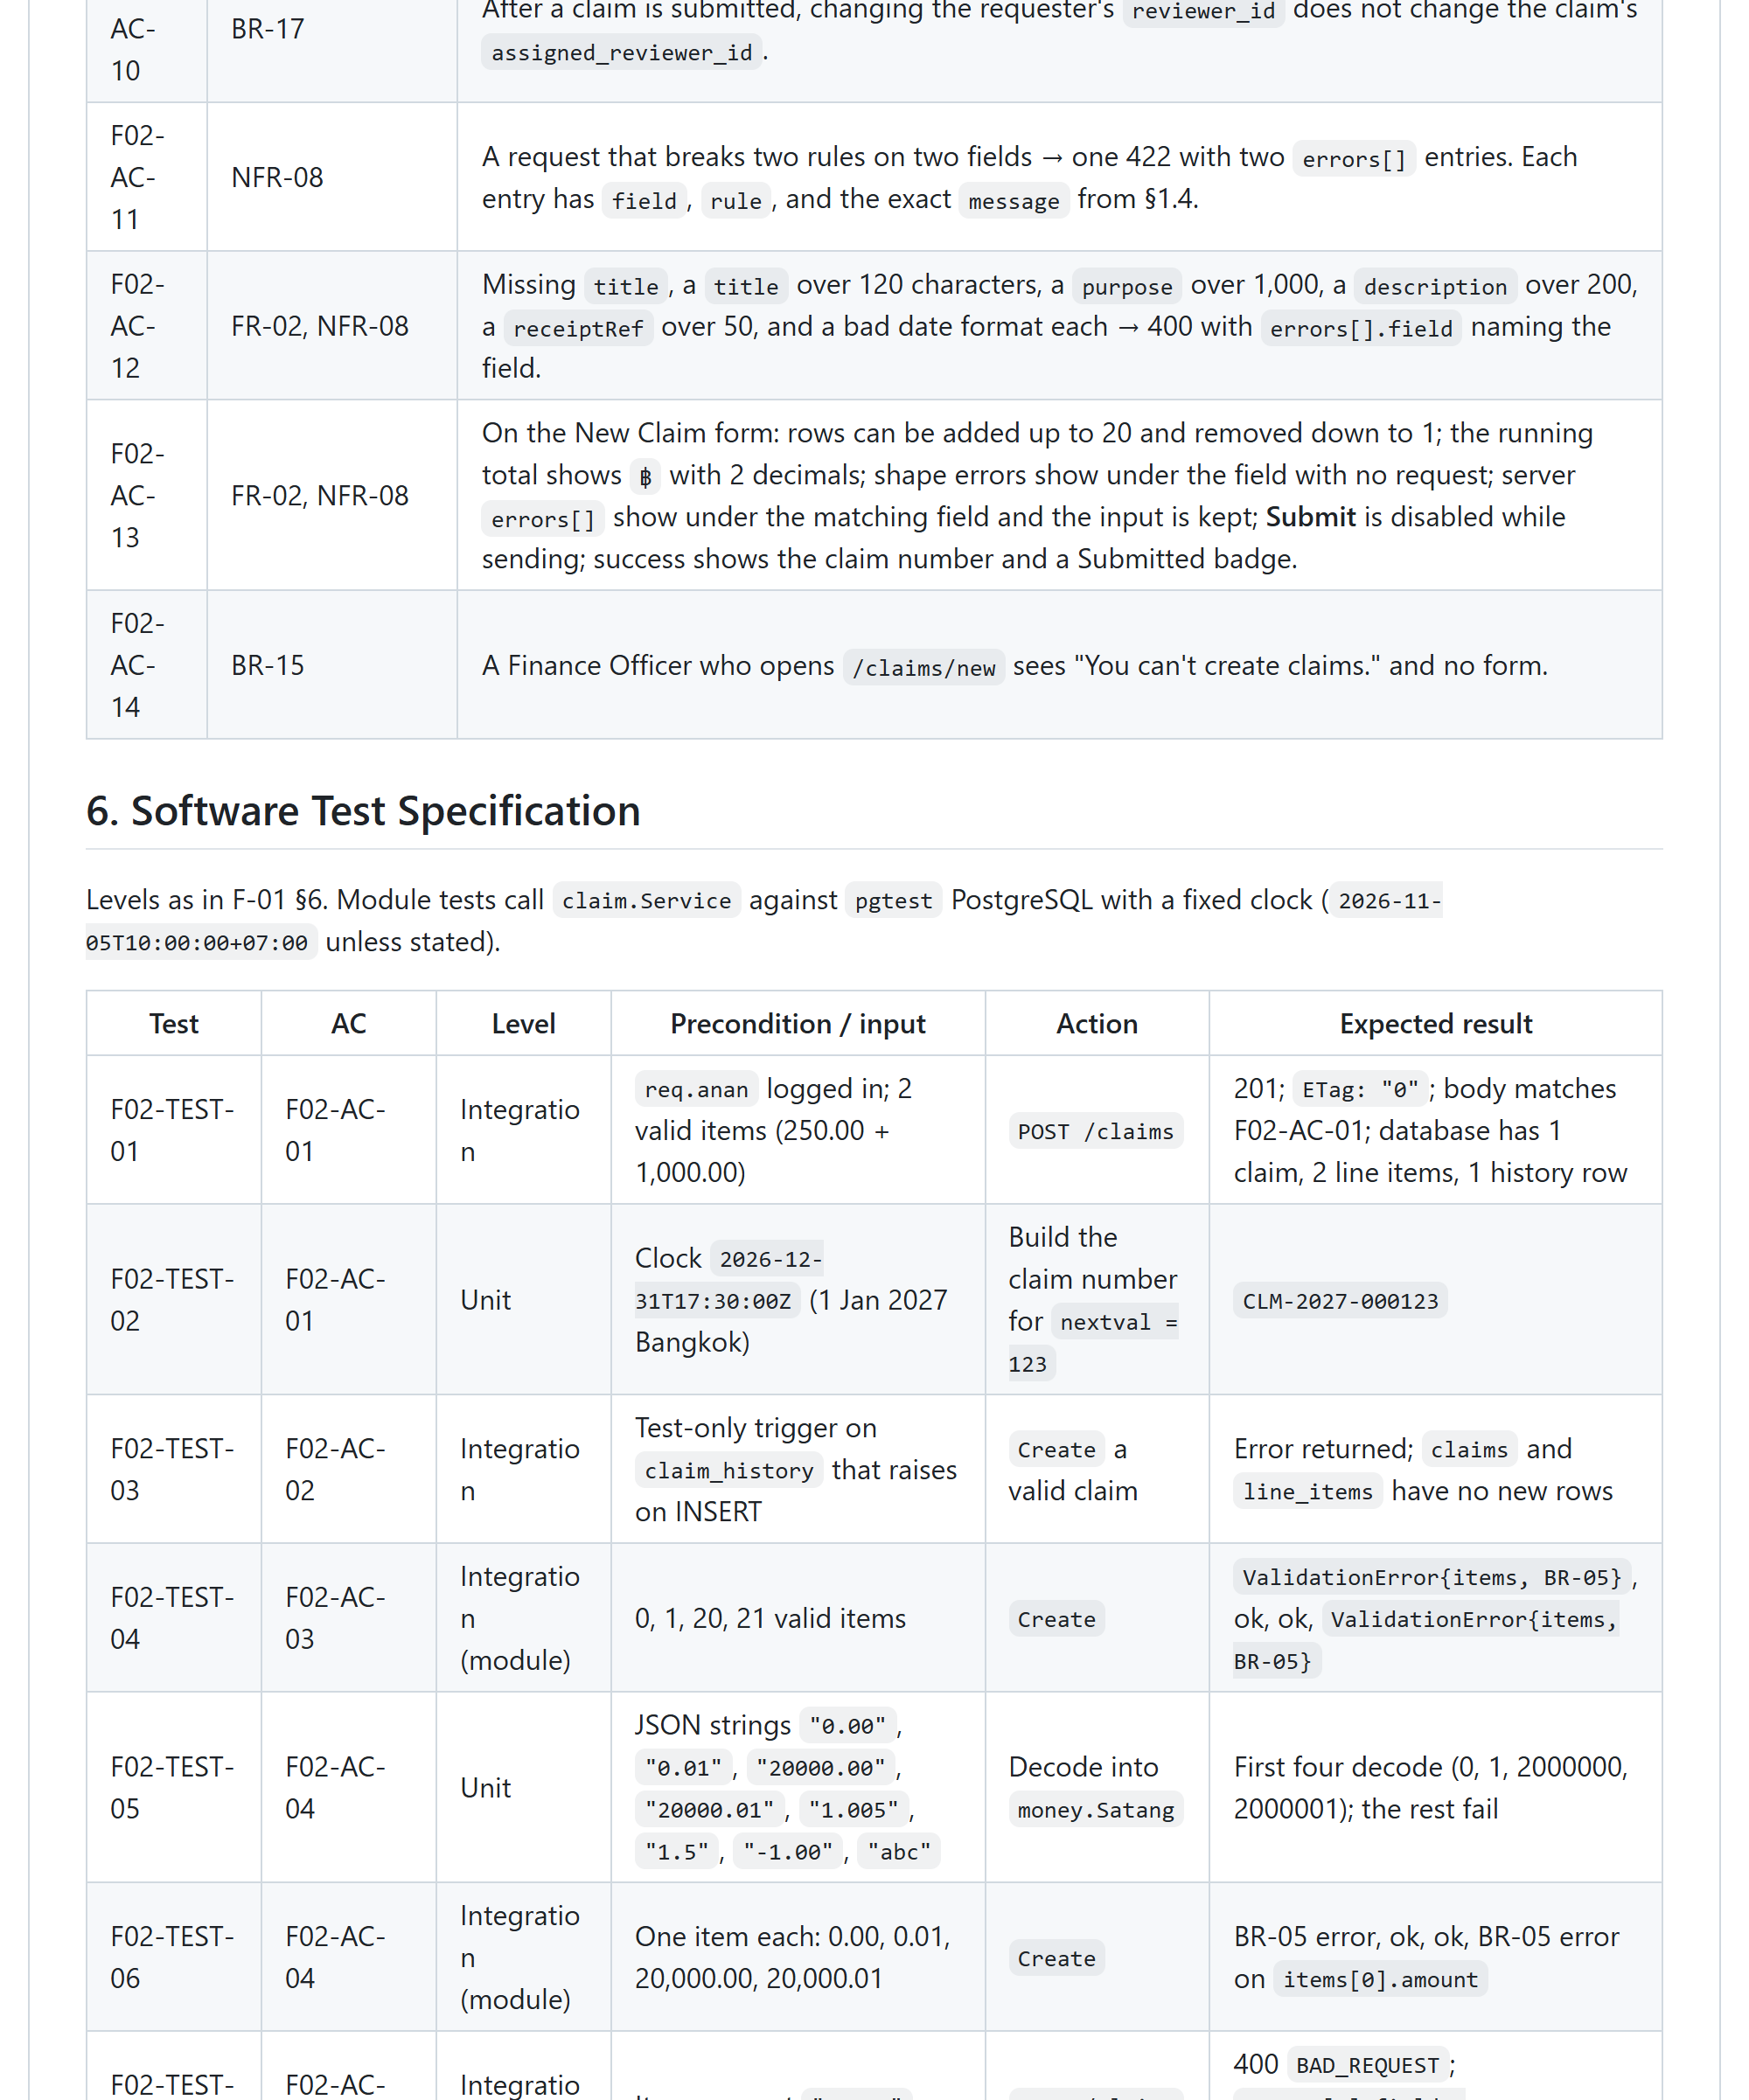 After a claim is submitted, changing the requester's reviewer_id does not change the claim's
AC-
10
BR-17
assigned_reviewer_id.
F02-
AC-
11
NFR-08
A request that breaks two rules on two fields → one 422 with two errors[] entries. Each
entry has field, rule, and the exact message from §1.4.
F02-
AC-
12
FR-02, NFR-08
Missing title, a title over 120 characters, a purpose over 1,000, a description over 200,
a receiptRef over 50, and a bad date format each → 400 with errors[].field naming the
field.
F02-
AC-
13
FR-02, NFR-08
On the New Claim form: rows can be added up to 20 and removed down to 1; the running
total shows ฿ with 2 decimals; shape errors show under the field with no request; server
errors[] show under the matching field and the input is kept; Submit is disabled while
sending; success shows the claim number and a Submitted badge.
F02-
AC-
14
BR-15
A Finance Officer who opens /claims/new sees "You can't create claims." and no form.
6. Software Test Specification
Levels as in F-01 §6. Module tests call claim.Service against pgtest PostgreSQL with a fixed clock (2026-11-
05T10:00:00+07:00 unless stated).
Test
AC
Level
Precondition / input
Action
Expected result
F02-TEST-
01
F02-AC-
01
Integratio
n
req.anan logged in; 2
valid items (250.00 +
1,000.00)
POST /claims
201; ETag: "0"; body matches
F02-AC-01; database has 1
claim, 2 line items, 1 history row
F02-TEST-
02
F02-AC-
01
Unit
Clock 2026-12-
31T17:30:00Z (1 Jan 2027
Bangkok)
Build the
claim number
for nextval =
123
CLM-2027-000123
F02-TEST-
03
F02-AC-
02
Integratio
n
Test-only trigger on
claim_history that raises
on INSERT
Create a
valid claim
Error returned; claims and
line_items have no new rows
F02-TEST-
04
F02-AC-
03
Integratio
n
(module)
0, 1, 20, 21 valid items
Create
ValidationError{items, BR-05},
ok, ok, ValidationError{items,
BR-05}
F02-TEST-
05
F02-AC-
04
Unit
JSON strings "0.00",
"0.01", "20000.00",
"20000.01", "1.005",
"1.5", "-1.00", "abc"
Decode into
money.Satang
First four decode (0, 1, 2000000,
2000001); the rest fail
F02-TEST-
06
F02-AC-
04
Integratio
n
(module)
One item each: 0.00, 0.01,
20,000.00, 20,000.01
Create
BR-05 error, ok, ok, BR-05 error
on items[0].amount
F02-TEST-
F02-AC-
Integratio
400 BAD_REQUEST;